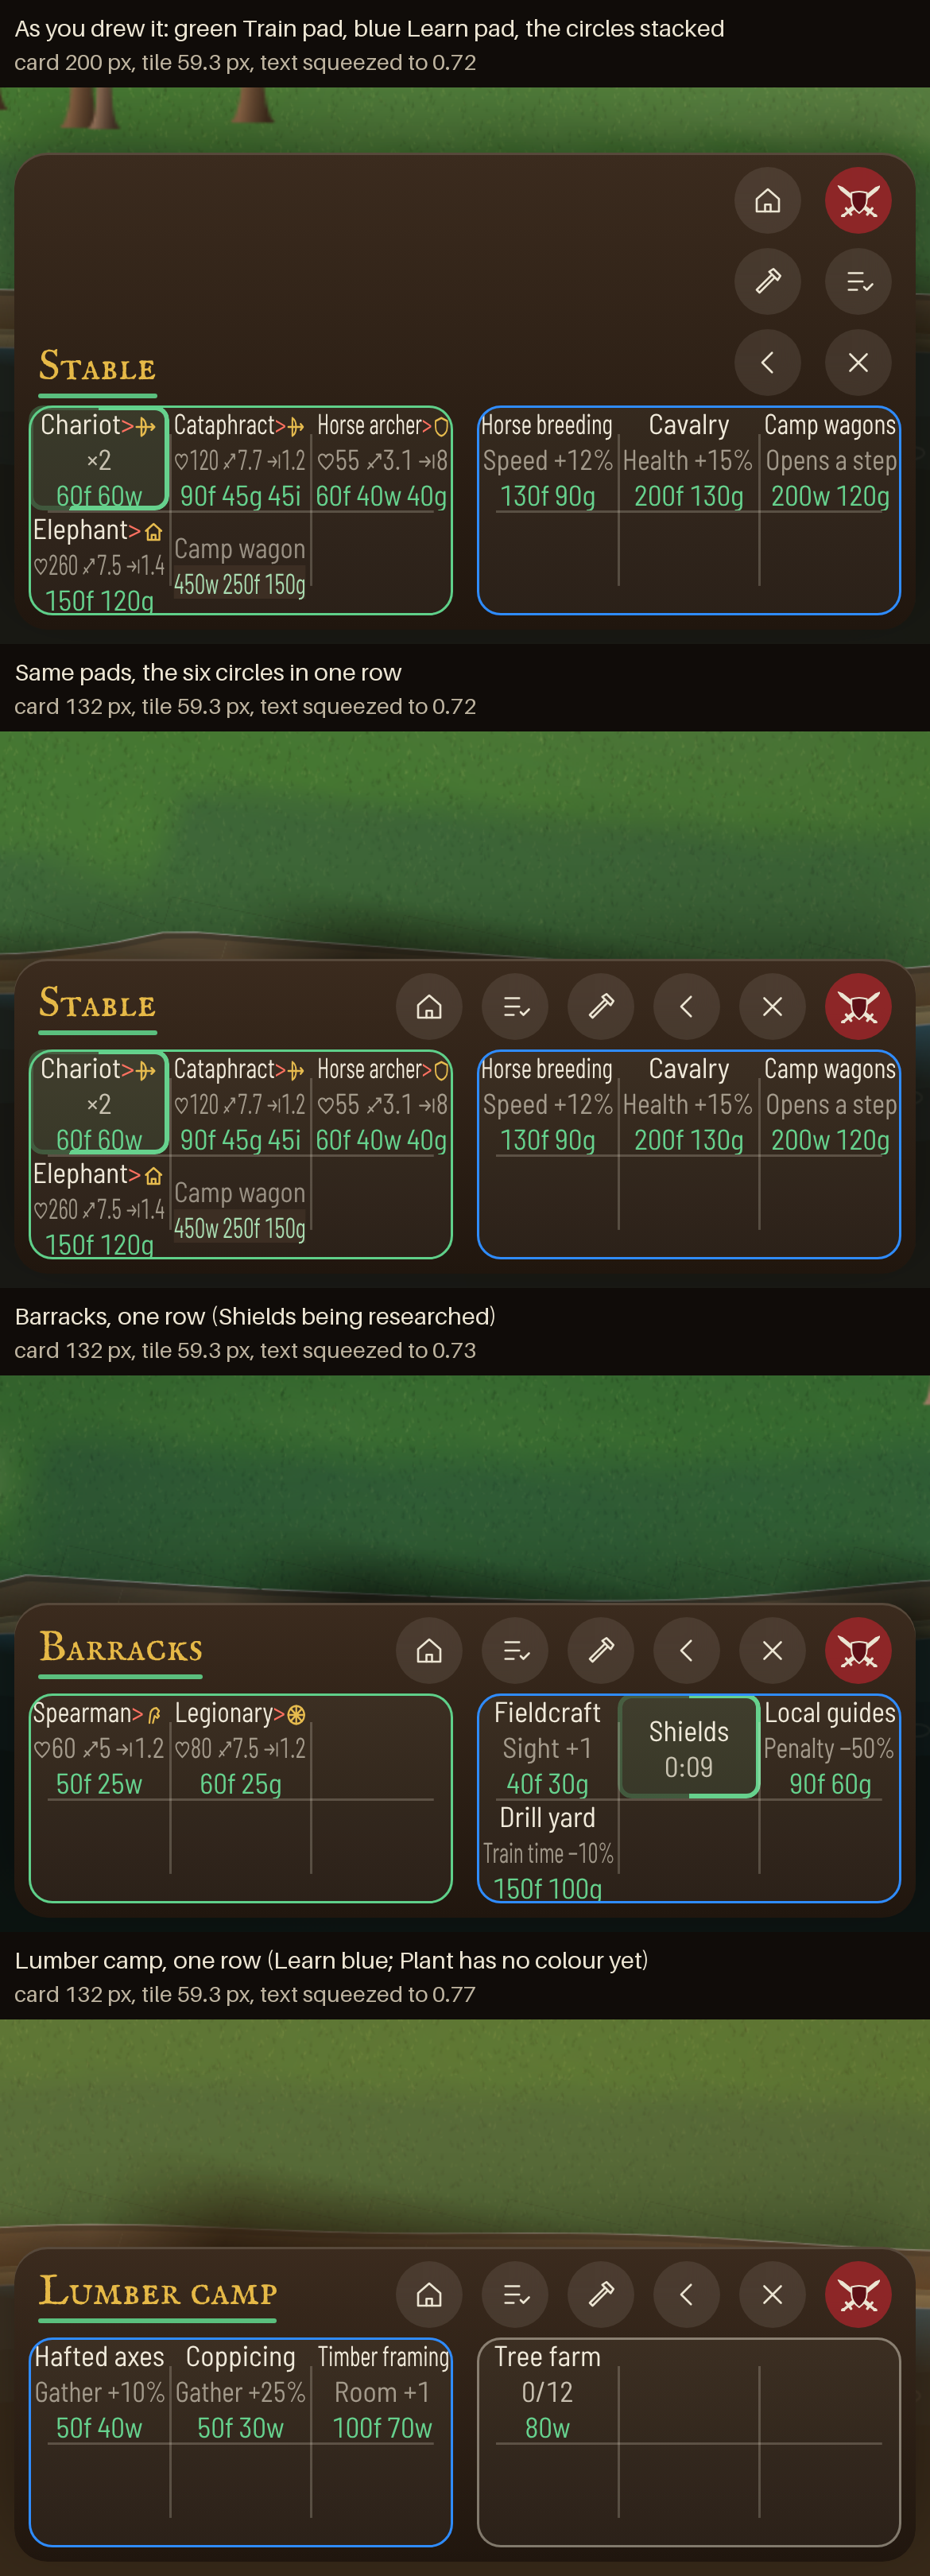 As you drew it: green Train pad, blue Learn pad, the circles stacked
card 200 px, tile 59.3 px, text squeezed to 0.72
Stable
Chariot> Cataphract> Horse archer> Horse breeding Cavalry Camp wagons
×2 ♡120 ↗7.7 →1.2 ♡55 ↗3.1 →8 Speed +12% Health +15% Opens a step
60f 60w 90f 45g 45i 60f 40w 40g 130f 90g 200f 130g 200w 120g
Elephant>
♡260 ↗7.5 →1.4 Camp wagon
150f 120g 450w 250f 150g
Same pads, the six circles in one row
card 132 px, tile 59.3 px, text squeezed to 0.72
Stable
Chariot> Cataphract> Horse archer> Horse breeding Cavalry Camp wagons
×2 ♡120 ↗7.7 →1.2 ♡55 ↗3.1 →8 Speed +12% Health +15% Opens a step
60f 60w 90f 45g 45i 60f 40w 40g 130f 90g 200f 130g 200w 120g
Elephant>
♡260 ↗7.5 →1.4 Camp wagon
150f 120g 450w 250f 150g
Barracks, one row (Shields being researched)
card 132 px, tile 59.3 px, text squeezed to 0.73
Barracks
Spearman> Legionary> Fieldcraft Shields Local guides
♡60 ↗5 →1.2 ♡80 ↗7.5 →1.2 Sight +1 0:09 Penalty −50%
50f 25w 60f 25g 40f 30g 90f 60g
Drill yard
Train time −10%
150f 100g
Lumber camp, one row (Learn blue; Plant has no colour yet)
card 132 px, tile 59.3 px, text squeezed to 0.77
Lumber camp
Hafted axes Coppicing Timber framing Tree farm
Gather +10% Gather +25% Room +1 0/12
50f 40w 50f 30w 100f 70w 80w